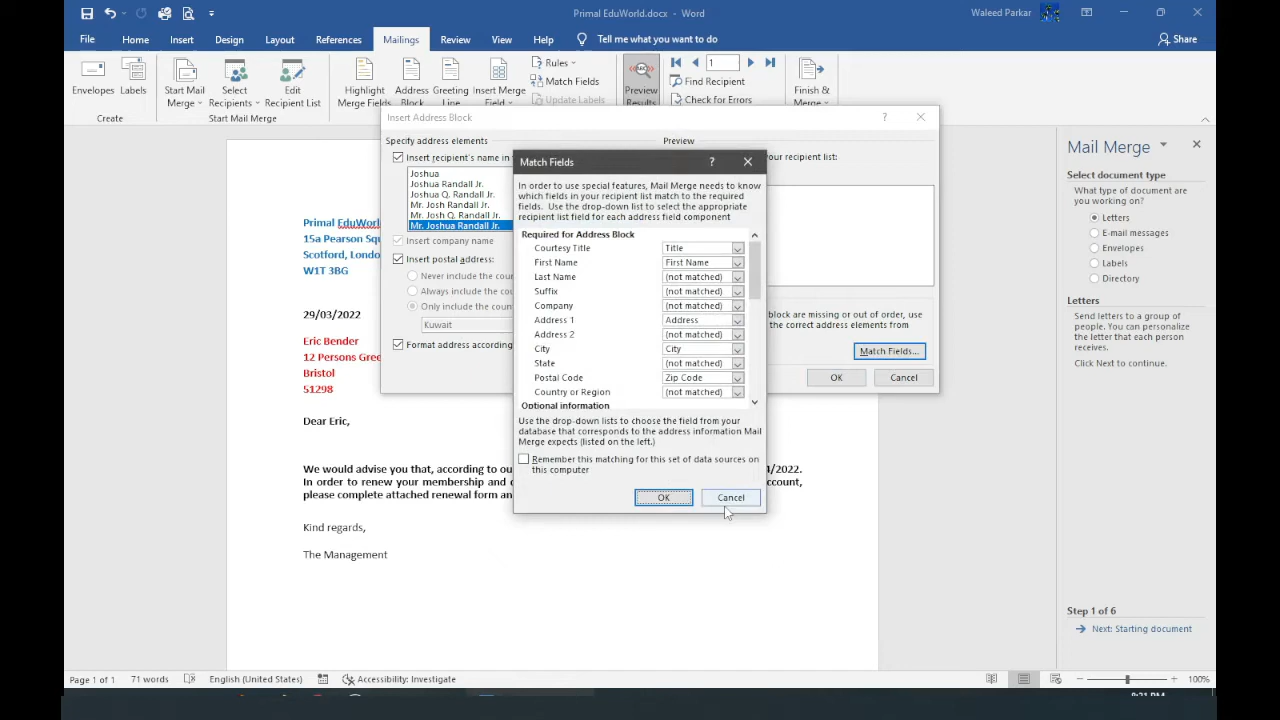 Primal EduWorld.docx - Word
Waleed Parkar
File Home Insert Design Layout References Mailings Review View Help Tell me what you want to do Share
Envelopes Labels
Create
Start Mail Merge
Select Recipients
Edit Recipient List
Start Mail Merge
Highlight Merge Fields
Address Block
Greeting Line
Insert Merge Field
Rules
Match Fields
Update Labels
Preview Results
1
Find Recipient
Check for Errors
Finish & Merge
Insert Address Block ?
Specify address elements
Insert recipient's name in
Joshua
Joshua Randall Jr.
Joshua Q. Randall Jr.
Mr. Josh Randall Jr.
Mr. Josh Q. Randall Jr.
Mr. Joshua Randall Jr.
Insert company name
Insert postal address:
Never include the
Always include the
Only include the
Kuwait
Format address according
Preview
your recipient list:
block are missing or out of order, use
the correct address elements from
Match Fields...
OK Cancel
Match Fields ?
In order to use special features, Mail Merge needs to know
which fields in your recipient list match to the required
fields. Use the drop-down list to select the appropriate
recipient list field for each address field component
Required for Address Block
Courtesy Title Title
First Name First Name
Last Name (not matched)
Suffix (not matched)
Company (not matched)
Address 1 Address
Address 2 (not matched)
City City
State (not matched)
Postal Code Zip Code
Country or Region (not matched)
Optional information
Use the drop-down lists to choose the field from your
database that corresponds to the address information Mail
Merge expects (listed on the left.)
Remember this matching for this set of data sources on
this computer
OK Cancel
Primal EduWorl
15a Pearson Squ
Scotford, Londo
W1T 3BG
29/03/2022
Eric Bender
12 Persons Gree
Bristol
51298
Dear Eric,
We would advise you that, according to ou 4/2022.
In order to renew your membership and account,
please complete attached renewal form an
Kind regards,
The Management
Mail Merge
Select document type
What type of document are
you working on?
Letters
E-mail messages
Envelopes
Labels
Directory
Letters
Send letters to a group of
people. You can personalize
the letter that each person
receives.
Click Next to continue.
Step 1 of 6
Next: Starting document
Page 1 of 1 71 words English (United States) Accessibility: Investigate 100%